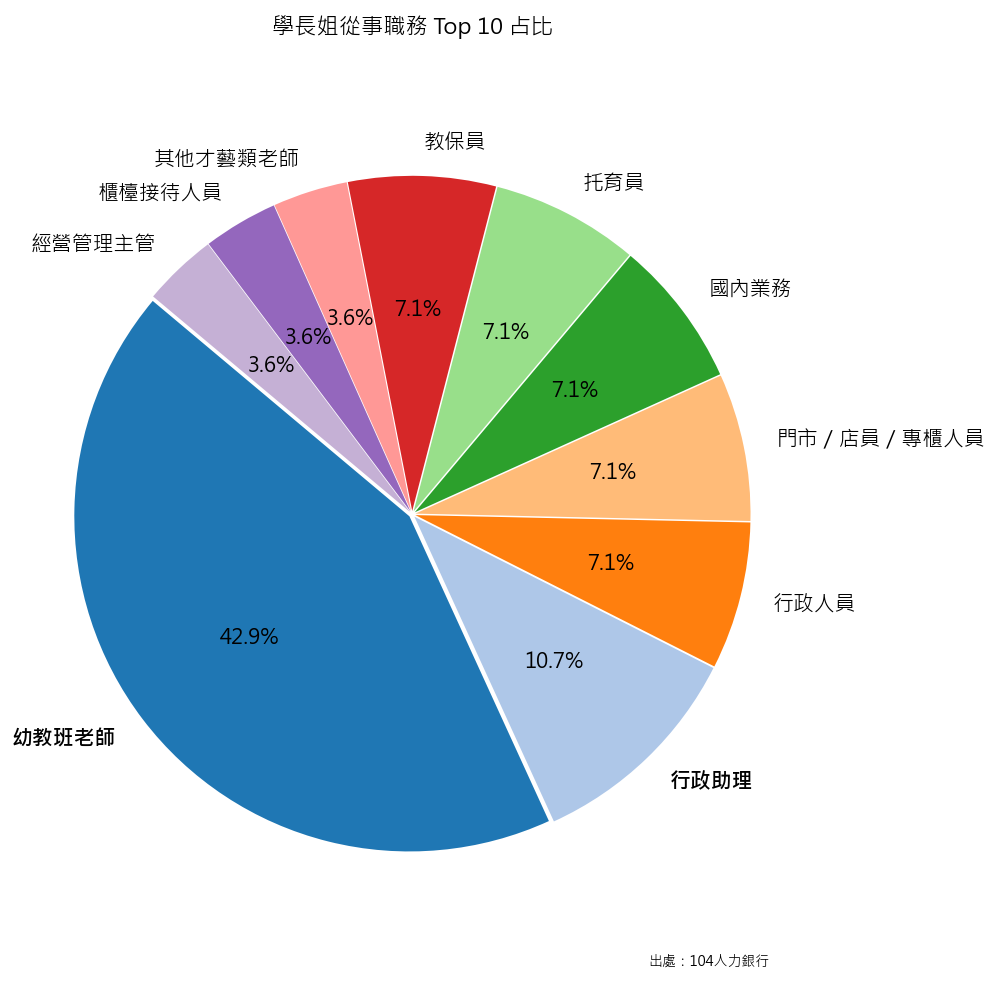 學長姐從事職務 Top 10 占比
教保員
其他才藝類老師
托育員
櫃檯接待人員
經營管理主管
國內業務
7.1%
3.6%
7.1%
3.6%
3.6%
7.1%
門市 / 店員 / 專櫃人員
7.1%
7.1%
行政人員
42.9%
10.7%
幼教班老師
行政助理
出處：104人力銀行